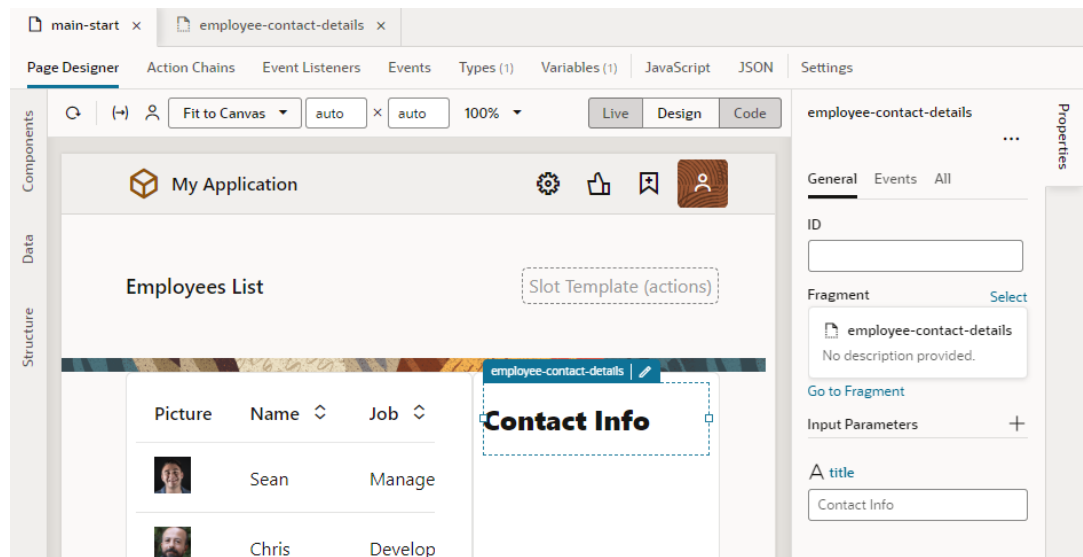 main-start ×
employee-contact-details ×
Page Designer Action Chains Event Listeners Events Types (1) Variables (1) JavaScript JSON Settings
Components
Data
Structure
Fit to Canvas auto × auto 100% Live Design Code
My Application
Employees List
Slot Template (actions)
employee-contact-details
Contact Info
Picture Name Job
Sean Manage
Chris Develop
employee-contact-details
...
General Events All
ID
Fragment Select
employee-contact-details
No description provided.
Go to Fragment
Input Parameters +
A title
Contact Info
Properties